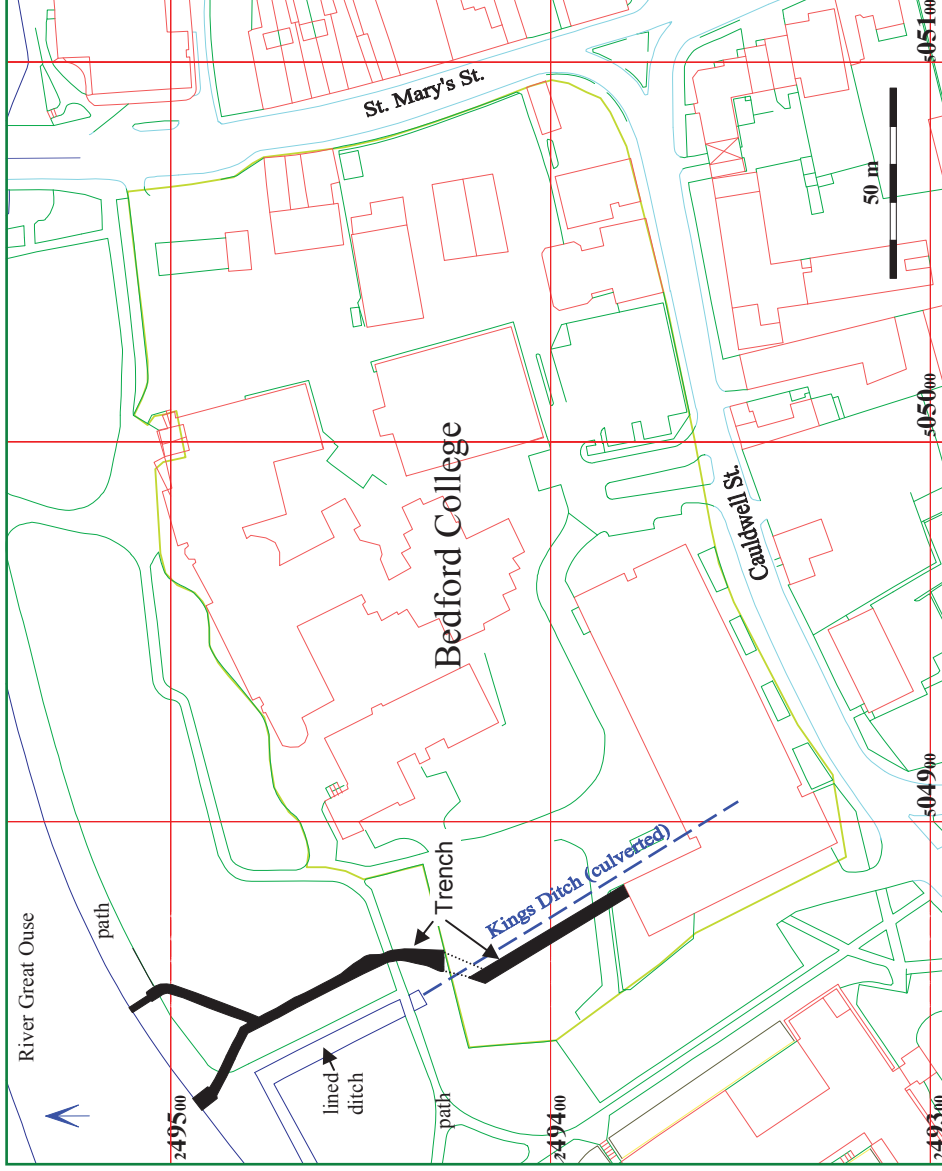 River Great Ouse
path
St. Mary's St.
50 m
Bedford College
Cauldwell St.
Trench
Kings Ditch (culverted)
lined
ditch
path
²495⁰⁰
²494⁰⁰
²493⁰⁰
⁵049⁰⁰
⁵050⁰⁰
⁵051⁰⁰